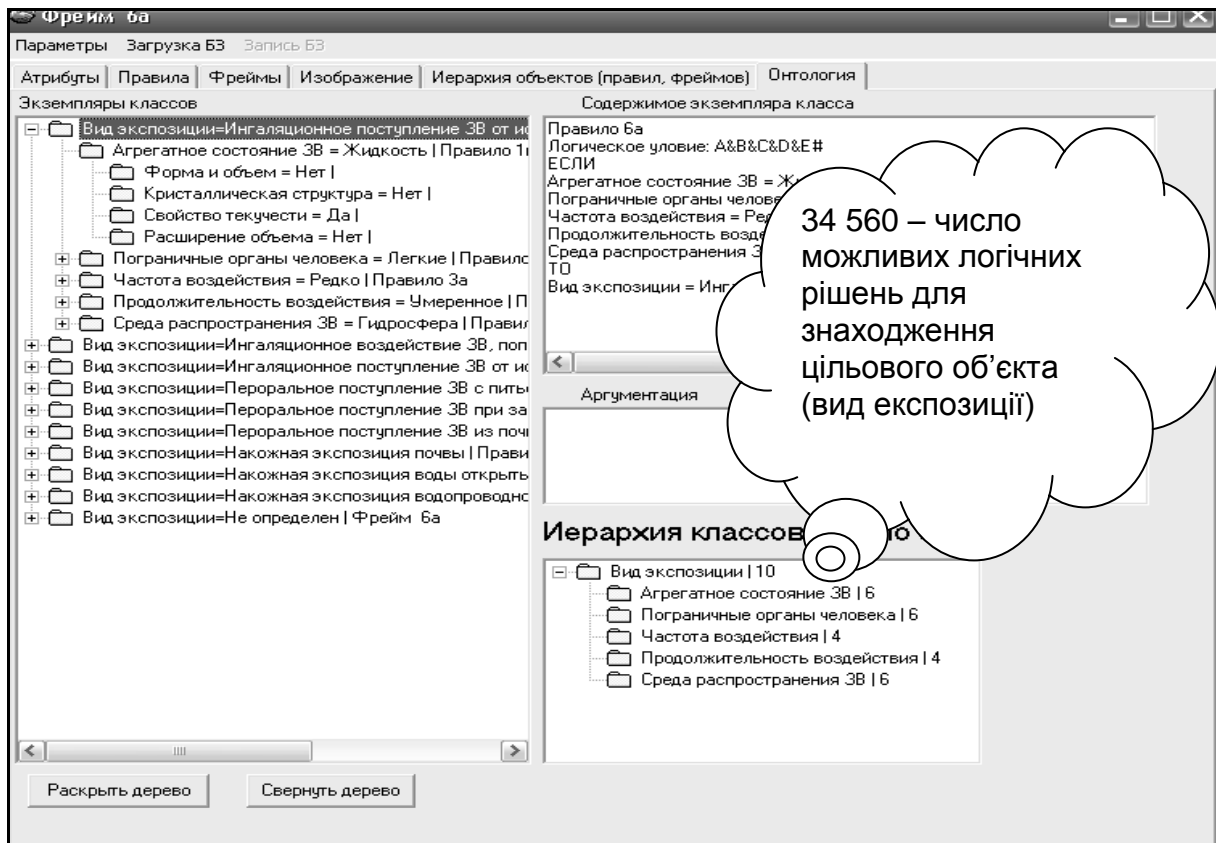 Фрейм 6а
Параметры Загрузка БЗ Запись БЗ
Атрибуты Правила Фреймы Изображение Иерархия объектов (правил, фреймов) Онтология
Экземпляры классов
Вид экспозиции=Ингаляционное поступление ЗВ от ис
Агрегатное состояние ЗВ = Жидкость | Правило 1
Форма и объем = Нет |
Кристаллическая структура = Нет |
Свойство текучести = Да |
Расширение объема = Нет |
Пограничные органы человека = Легкие | Правило
Частота воздействия = Редко | Правило 3а
Продолжительность воздействия = Умеренное | П
Среда распространения ЗВ = Гидросфера | Правил
Вид экспозиции=Ингаляционное воздействие ЗВ, поп
Вид экспозиции=Ингаляционное поступление ЗВ от ис
Вид экспозиции=Пероральное поступление ЗВ с пить
Вид экспозиции=Пероральное поступление ЗВ при за
Вид экспозиции=Пероральное поступление ЗВ из почв
Вид экспозиции=Накожная экспозиция почвы | Прави
Вид экспозиции=Накожная экспозиция воды открыть
Вид экспозиции=Накожная экспозиция водопроводно
Вид экспозиции=Не определен | Фрейм 6а
Раскрыть дерево Свернуть дерево
Содержимое экземпляра класса
Правило 6а
Логическое уловие: A&B&C&D&E#
ЕСЛИ
Агрегатное состояние ЗВ = Ж
Пограничные органы челове
Частота воздействия = Ред
Продолжительность возде
Среда распространения З
ТО
Вид экспозиции = Инг
34 560 – число
можливих логічних
рішень для
знаходження
цільового об’єкта
(вид експозиції)
Аргументация
Иерархия классов
Вид экспозиции | 10
Агрегатное состояние ЗВ | 6
Пограничные органы человека | 6
Частота воздействия | 4
Продолжительность воздействия | 4
Среда распространения ЗВ | 6